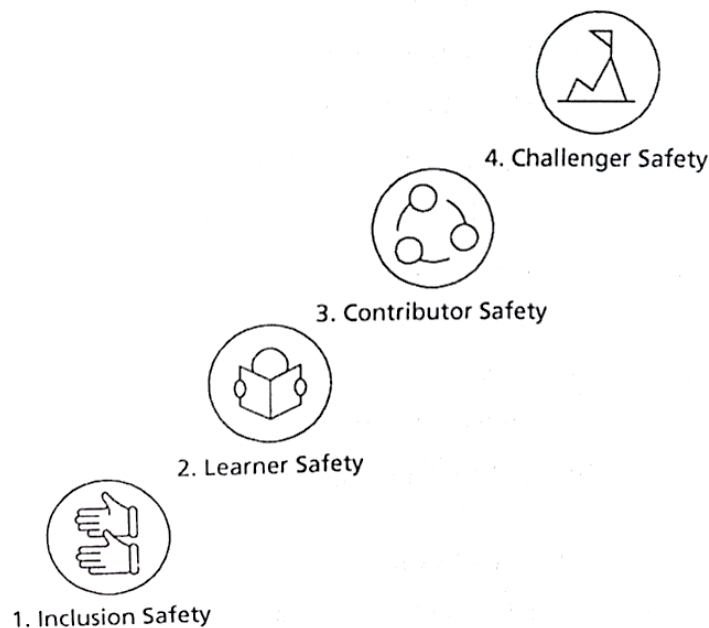 4. Challenger Safety
3. Contributor Safety
2. Learner Safety
1. Inclusion Safety